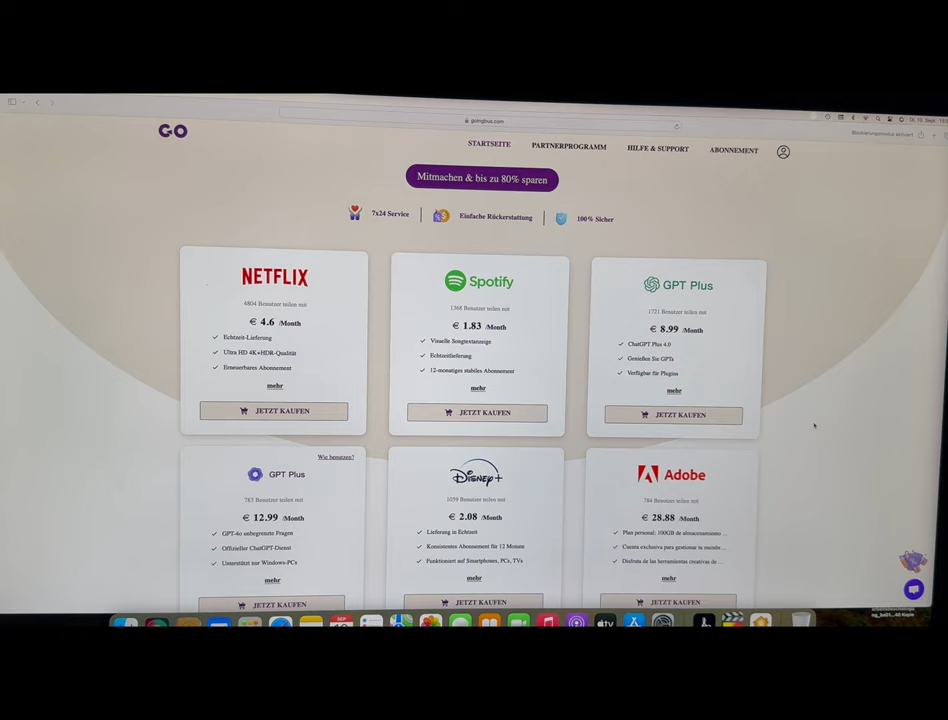 goingbus.com
Di. 10. Sept.
Blockierungsmodus aktiviert
GO
STARTSEITE
PARTNERPROGRAMM
HILFE & SUPPORT
ABONNEMENT
Mitmachen & bis zu 80% sparen
7x24 Service
Einfache Rückerstattung
100% Sicher
NETFLIX
4804 Benutzer teilen mit
€ 4.6 /Month
Echtzeit-Lieferung
Ultra HD 4K+HDR-Qualität
Erneuerbares Abonnement
mehr
JETZT KAUFEN
Spotify
1368 Benutzer teilen mit
€ 1.83 /Month
Visuelle Songtextanzeige
Echtzeitlieferung
12-monatiges stabiles Abonnement
mehr
JETZT KAUFEN
GPT Plus
1721 Benutzer teilen mit
€ 8.99 /Month
ChatGPT Plus 4.0
Genießen Sie GPTs
Verfügbar für Plugins
mehr
JETZT KAUFEN
Wie benutzen?
GPT Plus
783 Benutzer teilen mit
€ 12.99 /Month
GPT-4o unbegrenzte Fragen
Offizieller ChatGPT-Dienst
Unterstützt nur Windows-PCs
mehr
JETZT KAUFEN
Disney+
1059 Benutzer teilen mit
€ 2.08 /Month
Lieferung in Echtzeit
Konsistentes Abonnement für 12 Monate
Funktioniert auf Smartphones, PCs, TVs
mehr
JETZT KAUFEN
Adobe
784 Benutzer teilen mit
€ 28.88 /Month
Plan personal: 100GB de almacenamiento ...
Cuenta exclusiva para gestionar tu membr...
Disfruta de las herramientas creativas de ...
mehr
JETZT KAUFEN
SEP
tv